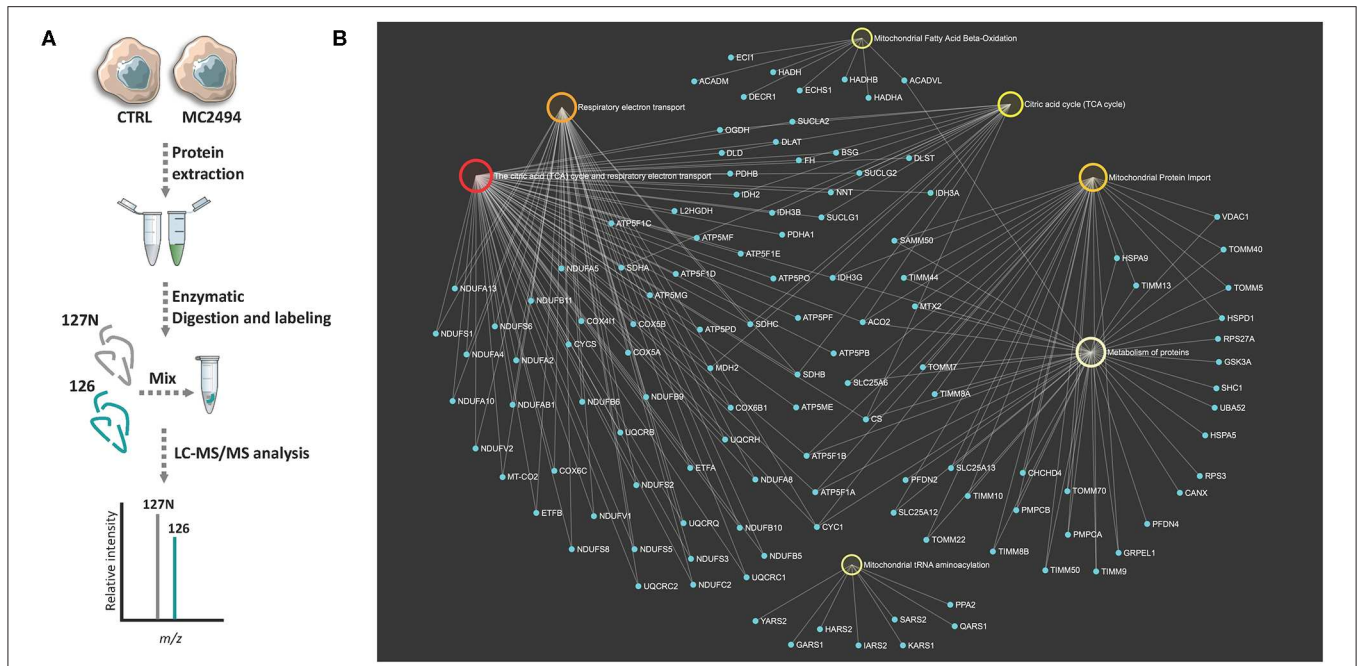 A
CTRL
MC2494
Protein
extraction
Enzymatic
Digestion and labeling
127N
126
Mix
LC-MS/MS analysis
127N
126
Relative intensity
m/z
B
Mitochondrial Fatty Acid Beta-Oxidation
ECI1
HADH
HADHB
ACADVL
ACADM
DECR1
ECHS1
HADHA
Respiratory electron transport
Citric acid cycle (TCA cycle)
SUCLA2
OGDH
DLAT
DLD
BSG
FH
DLST
The citric acid (TCA) cycle and respiratory electron transport
PDHB
SUCLG2
Mitochondrial Protein Import
IDH2
NNT
IDH3A
L2HGDH
IDH3B
SUCLG1
VDAC1
ATP5F1C
ATP5MF
PDHA1
SAMM50
TOMM40
ATP5F1E
HSPA9
NDUFA5
SDHA
ATP5F1D
ATP5PO
IDH3G
TIMM44
TIMM13
TOMM5
NDUFA13
NDUFB11
ATP5MG
MTX2
HSPD1
NDUFS1
NDUFS6
COX4I1
COX5B
ATP5PD
SDHC
ATP5PF
ACO2
RPS27A
CYCS
NDUFA4
NDUFA2
COX5A
ATP5PB
Metabolism of proteins
GSK3A
MDH2
SDHB
SLC25A6
TOMM7
SHC1
TIMM8A
NDUFA10
NDUFAB1
NDUFB6
NDUFB9
COX6B1
ATP5ME
UBA52
CS
UQCRB
UQCRH
HSPA5
NDUFV2
ATP5F1B
MT-CO2
COX6C
ETFA
NDUFA8
SLC25A13
CHCHD4
RPS3
PFDN2
NDUFS2
ATP5F1A
TIMM10
TOMM70
CANX
ETFB
NDUFV1
UQCRQ
NDUFB10
CYC1
SLC25A12
PMPCB
PFDN4
PMPCA
TOMM22
NDUFS8
NDUFS5
NDUFS3
NDUFB5
TIMM8B
GRPEL1
Mitochondrial tRNA aminoacylation
TIMM50
TIMM9
UQCRC2
NDUFC2
UQCRC1
PPA2
YARS2
HARS2
SARS2
QARS1
GARS1
IARS2
KARS1